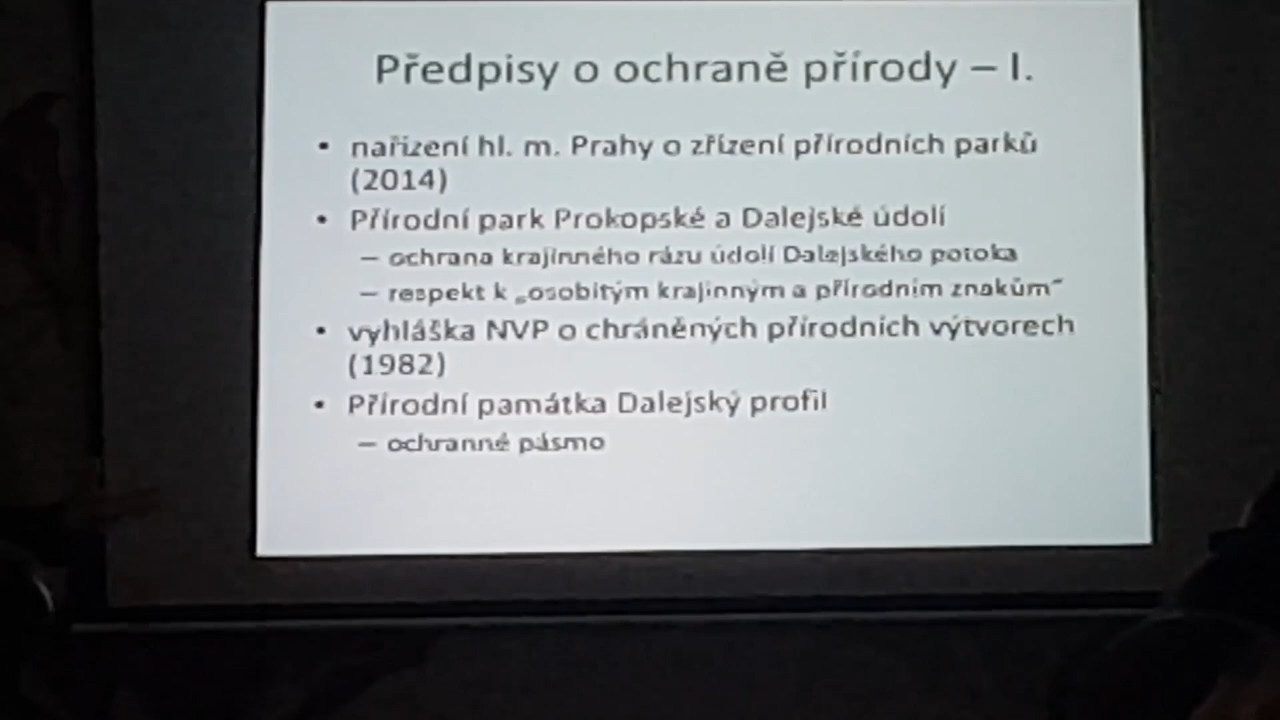 Předpisy o ochraně přírody – I.
• nařízení hl. m. Prahy o zřízení přírodních parků
(2014)
• Přírodní park Prokopské a Dalejské údolí
– ochrana krajinného rázu údolí Dalejského potoka
– respekt k „osobitým krajinným a přírodním znakům“
• vyhláška NVP o chráněných přírodních výtvorech
(1982)
• Přírodní památka Dalejský profil
– ochranné pásmo